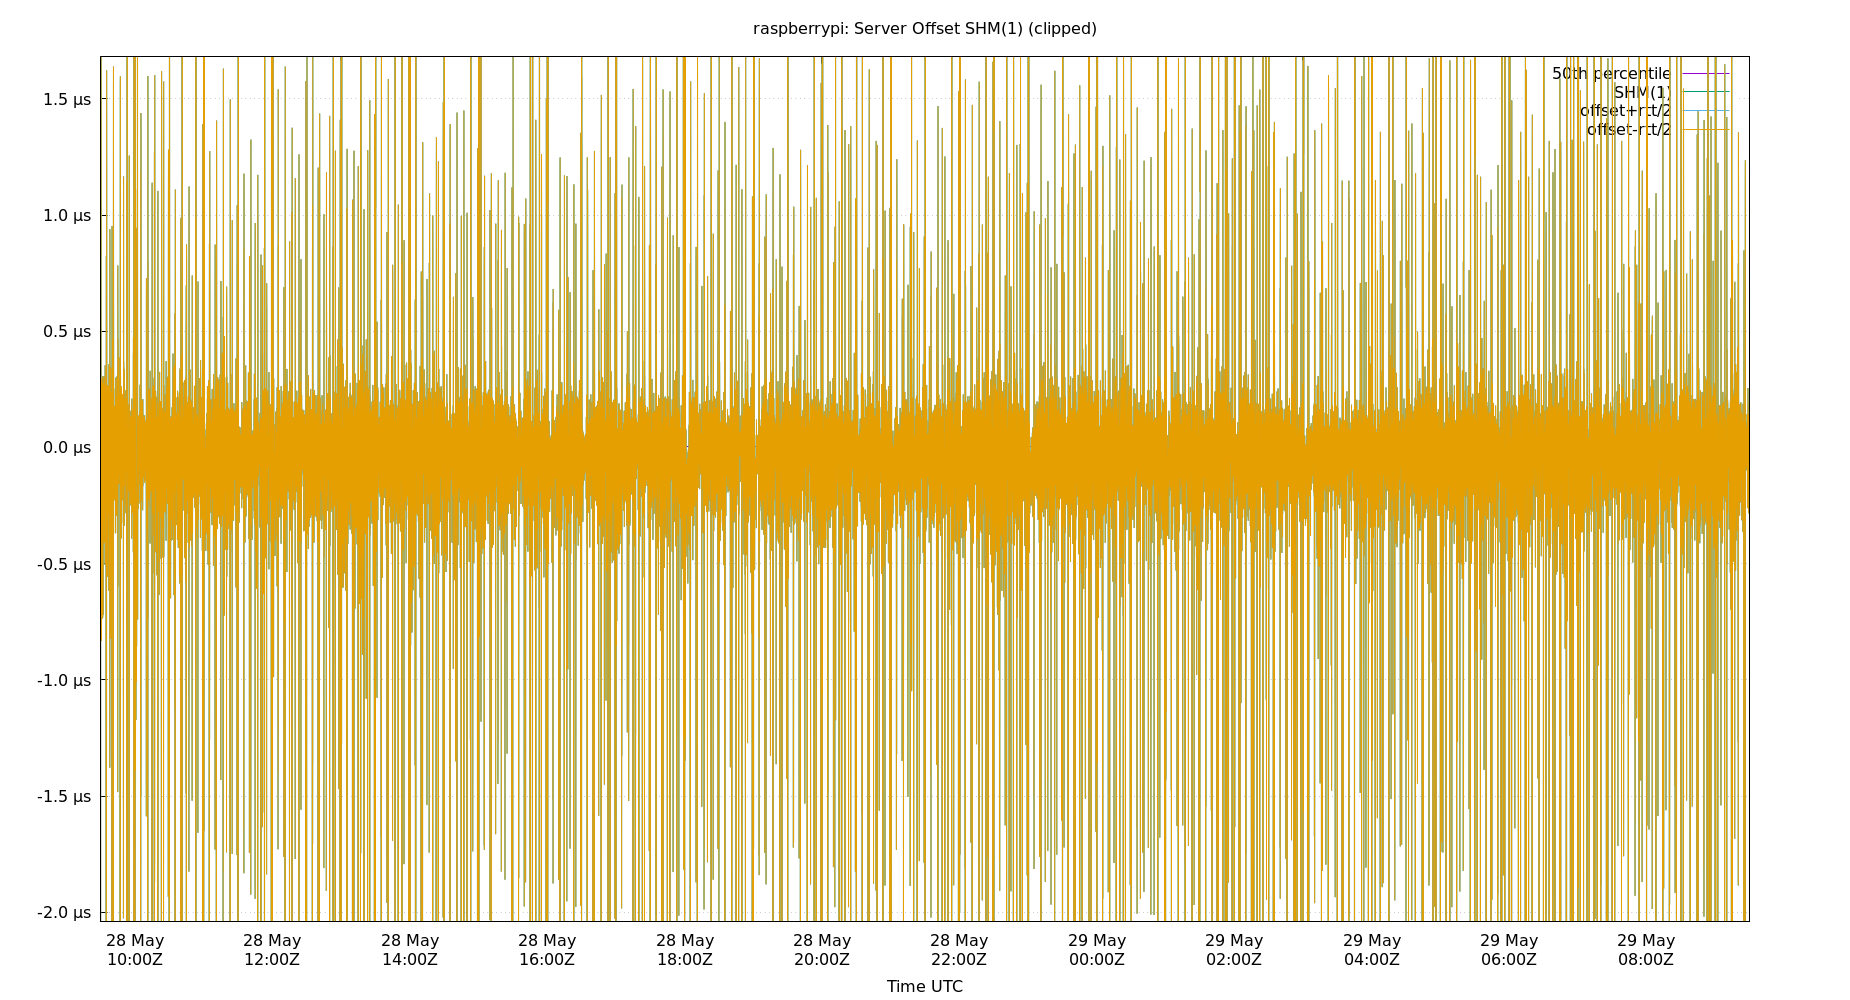 raspberrypi: Server Offset SHM(1) (clipped)
50th percentile
SHM(1)
offset+rtt/2
offset-rtt/2
1.5 µs
1.0 µs
0.5 µs
0.0 µs
-0.5 µs
-1.0 µs
-1.5 µs
-2.0 µs
28 May 28 May 28 May 28 May 28 May 28 May 28 May 29 May 29 May 29 May 29 May 29 May
10:00Z 12:00Z 14:00Z 16:00Z 18:00Z 20:00Z 22:00Z 00:00Z 02:00Z 04:00Z 06:00Z 08:00Z
Time UTC